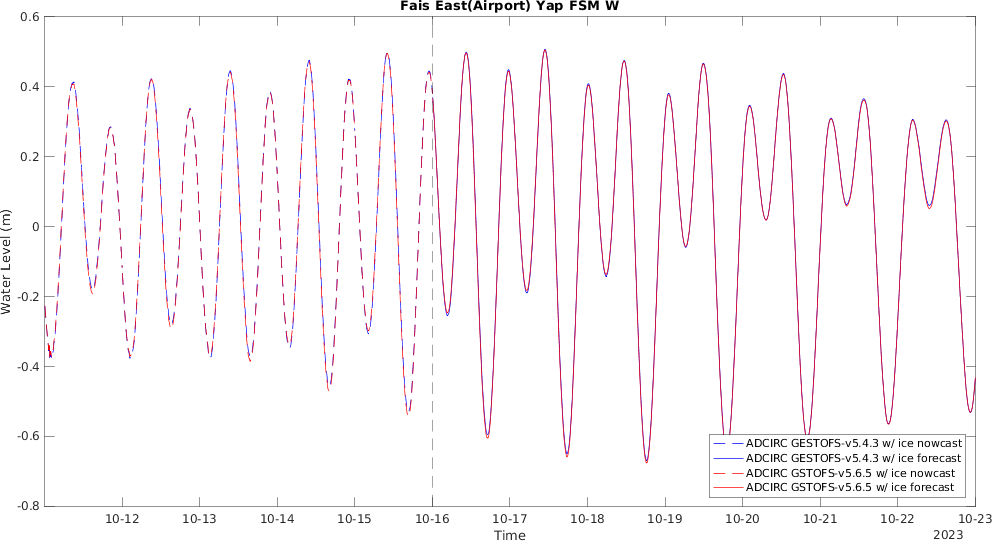 Fais East(Airport) Yap FSM W
0.6
0.4
0.2
0
-0.2
-0.4
-0.6
-0.8
Water Level (m)
10-12 10-13 10-14 10-15 10-16 10-17 10-18 10-19 10-20 10-21 10-22 10-23
Time
2023
ADCIRC GESTOFS-v5.4.3 w/ ice nowcast
ADCIRC GESTOFS-v5.4.3 w/ ice forecast
ADCIRC GSTOFS-v5.6.5 w/ ice nowcast
ADCIRC GSTOFS-v5.6.5 w/ ice forecast